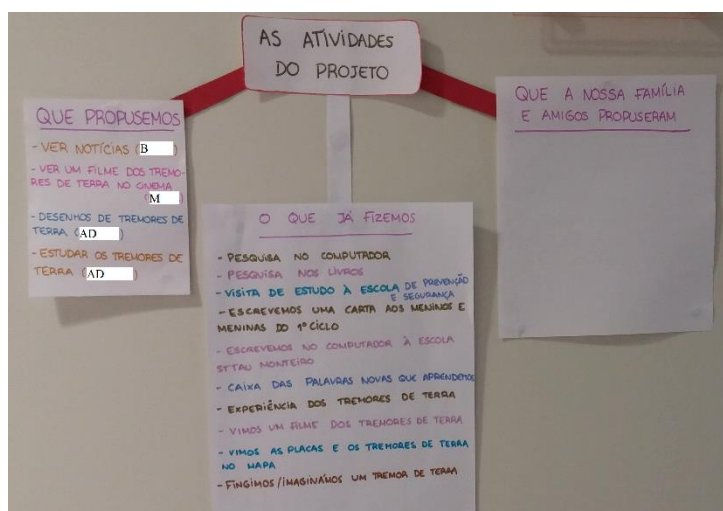 AS ATIVIDADES
DO PROJETO
QUE PROPUSEMOS
- VER NOTÍCIAS (B)
- VER UM FILME DOS TREMO-
RES DE TERRA NO CINEMA
(M)
- DESENHOS DE TREMORES DE
TERRA (AD)
- ESTUDAR OS TREMORES DE
TERRA (AD)
O QUE JÁ FIZEMOS
- PESQUISA NO COMPUTADOR
- PESQUISA NOS LIVROS
- VISITA DE ESTUDO À ESCOLA DE PREVENÇÃO
E SEGURANÇA
- ESCREVEMOS UMA CARTA AOS MENINOS E
MENINAS DO 1º CICLO
- ESCREVEMOS NO COMPUTADOR À ESCOLA
STTAU MONTEIRO
- CAIXA DAS PALAVRAS NOVAS QUE APRENDEMOS
- EXPERIÊNCIA DOS TREMORES DE TERRA
- VIMOS UM FILME DOS TREMORES DE TERRA
- VIMOS AS PLACAS E OS TREMORES DE TERRA
NO MAPA
- FINGIMOS/IMAGINÁMOS UM TREMOR DE TERRA
QUE A NOSSA FAMÍLIA
E AMIGOS PROPUSERAM